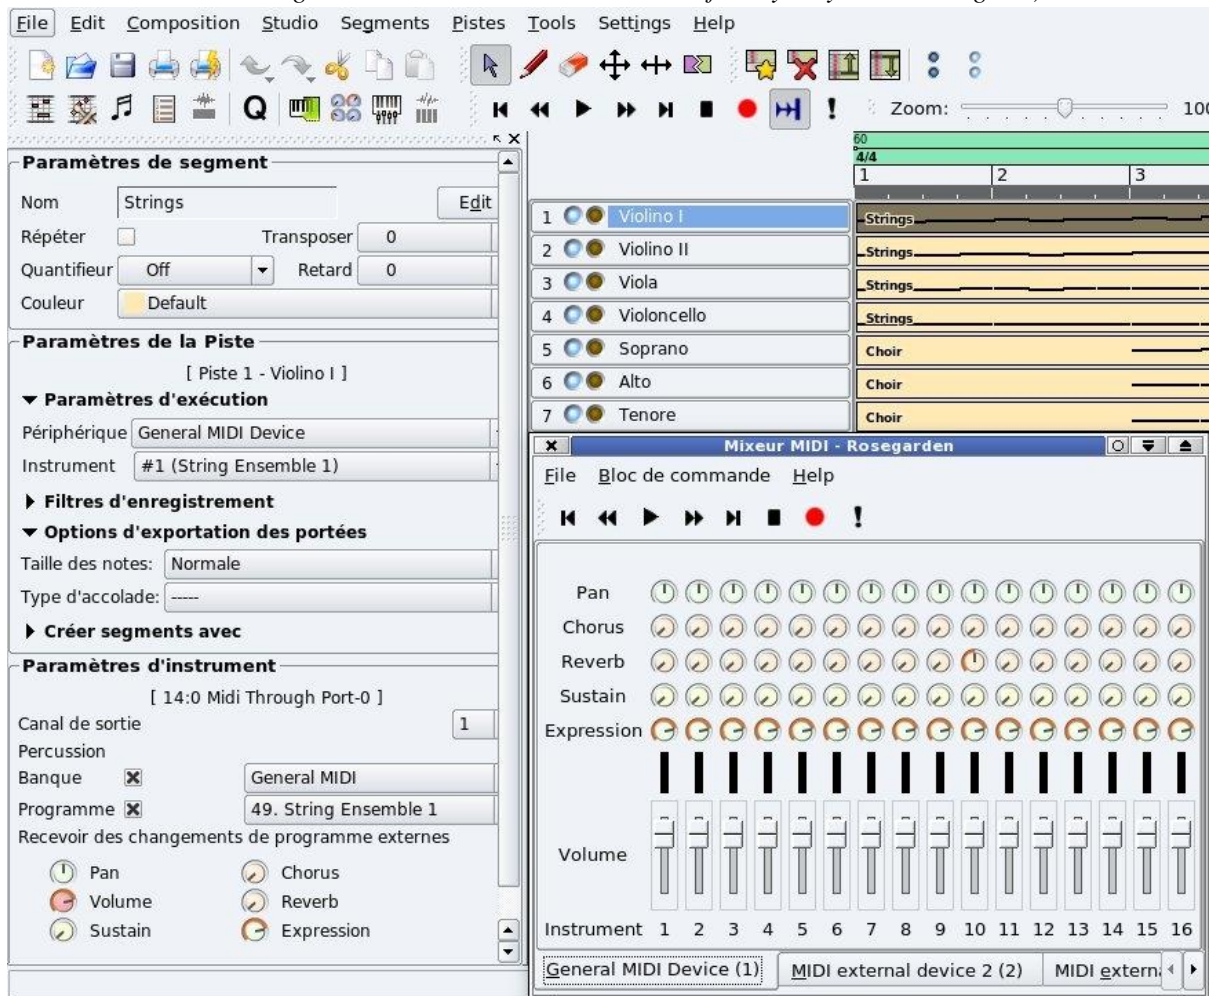 File Edit Composition Studio Segments Pistes Tools Settings Help
Q Zoom: 100
Paramètres de segment
Nom Strings Edit
Répéter Transposer 0
Quantifieur Off Retard 0
Couleur Default
Paramètres de la Piste
[ Piste 1 - Violino I ]
Paramètres d'exécution
Périphérique General MIDI Device
Instrument #1 (String Ensemble 1)
Filtres d'enregistrement
Options d'exportation des portées
Taille des notes: Normale
Type d'accolade: -----
Créer segments avec
Paramètres d'instrument
[ 14:0 Midi Through Port-0 ]
Canal de sortie 1
Percussion
Banque General MIDI
Programme 49. String Ensemble 1
Recevoir des changements de programme externes
Pan Chorus
Volume Reverb
Sustain Expression
60
4/4
1 2 3
1 Violino I Strings
2 Violino II Strings
3 Viola Strings
4 Violoncello Strings
5 Soprano Choir
6 Alto Choir
7 Tenore Choir
Mixeur MIDI - Rosegarden
File Bloc de commande Help
Pan
Chorus
Reverb
Sustain
Expression
Volume
Instrument 1 2 3 4 5 6 7 8 9 10 11 12 13 14 15 16
General MIDI Device (1) MIDI external device 2 (2) MIDI extern